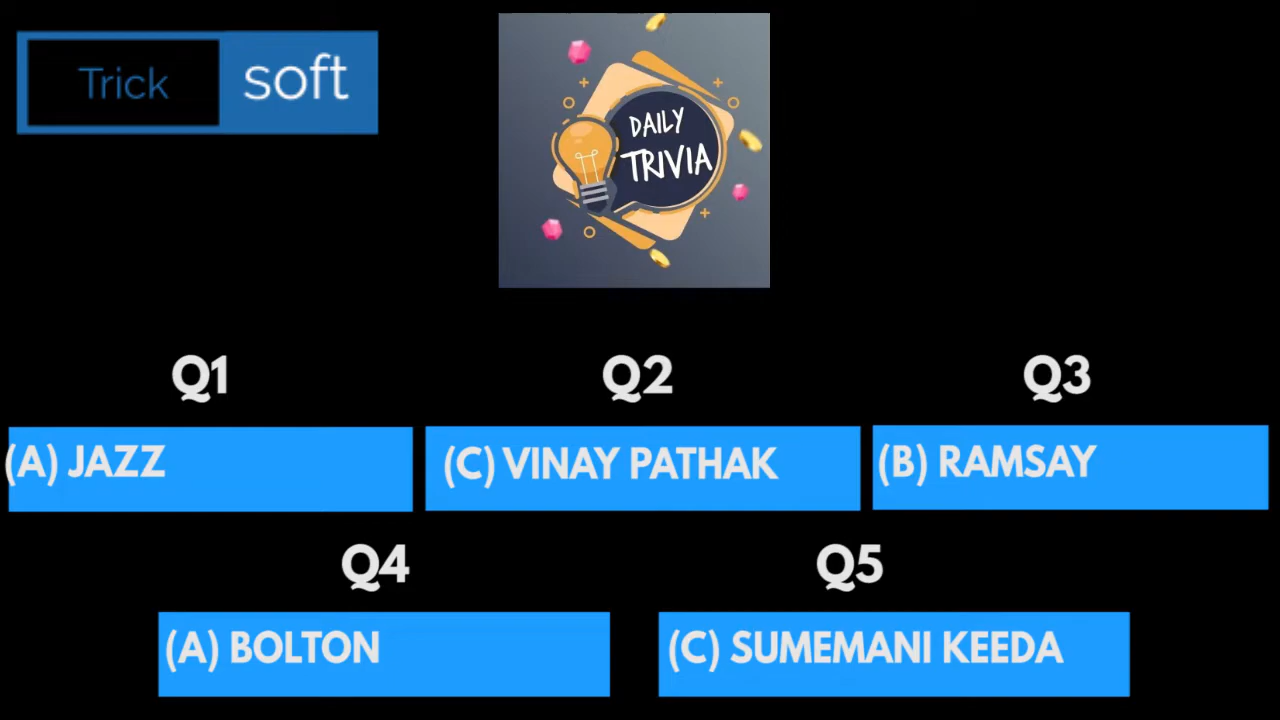 Trick soft
DAILY
TRIVIA
Q1
Q2
Q3
(A) JAZZ
(C) VINAY PATHAK
(B) RAMSAY
Q4
Q5
(A) BOLTON
(C) SUMEMANI KEEDA